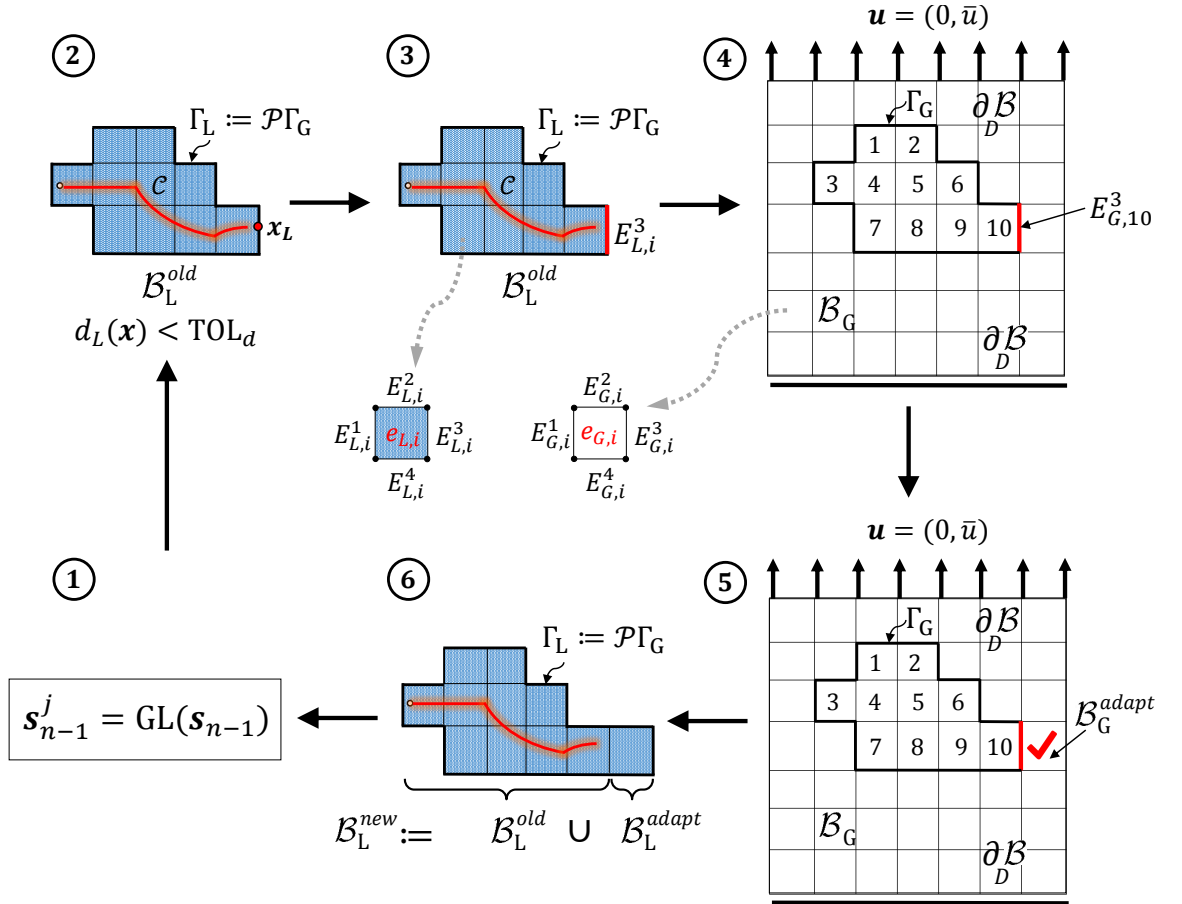 ②
Γ_L := 𝒫Γ_G
𝒞
𝒙_L
ℬ_L^old
d_L(𝒙) < TOL_d
③
Γ_L := 𝒫Γ_G
𝒞
E_{L,i}^3
ℬ_L^old
④
𝒖 = (0, ū)
∂_Dℬ
Γ_G
1 2
3 4 5 6
7 8 9 10
E_{G,10}^3
ℬ_G
∂_Dℬ
E_{L,i}^2
E_{L,i}^1 e_{L,i} E_{L,i}^3
E_{L,i}^4
E_{G,i}^2
E_{G,i}^1 e_{G,i} E_{G,i}^3
E_{G,i}^4
⑤
𝒖 = (0, ū)
∂_Dℬ
Γ_G
1 2
3 4 5 6
7 8 9 10
ℬ_G^adapt
ℬ_G
∂_Dℬ
⑥
Γ_L := 𝒫Γ_G
ℬ_L^new := ℬ_L^old ∪ ℬ_L^adapt
①
𝒔_{n−1}^j = GL(𝒔_{n−1})